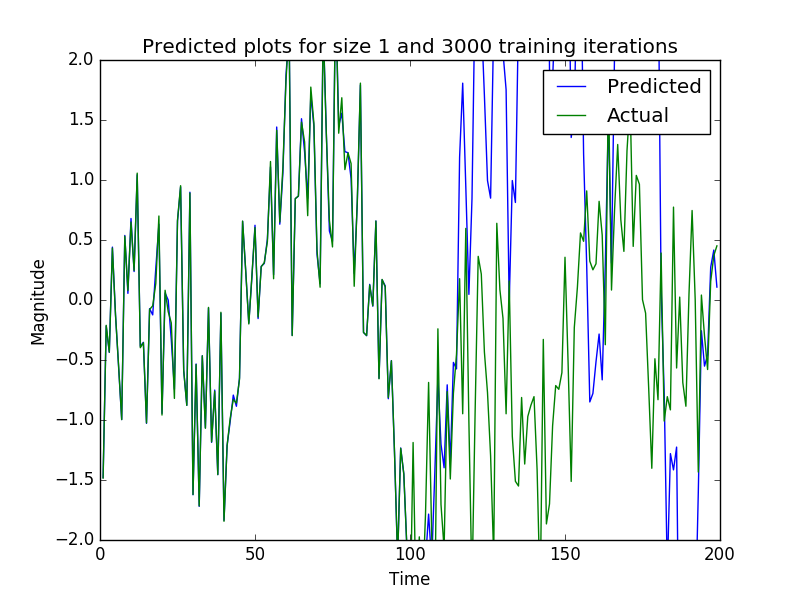 Predicted plots for size 1 and 3000 training iterations
2.0
1.5
1.0
0.5
0.0
−0.5
−1.0
−1.5
−2.0
Magnitude
Predicted
Actual
0 50 100 150 200
Time